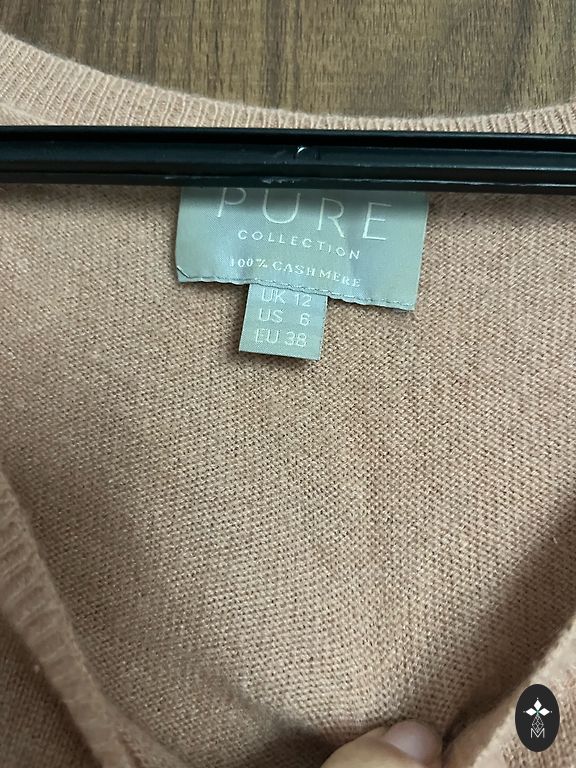 PURE
COLLECTION
100% CASHMERE
UK 12
US 6
EU 38
M